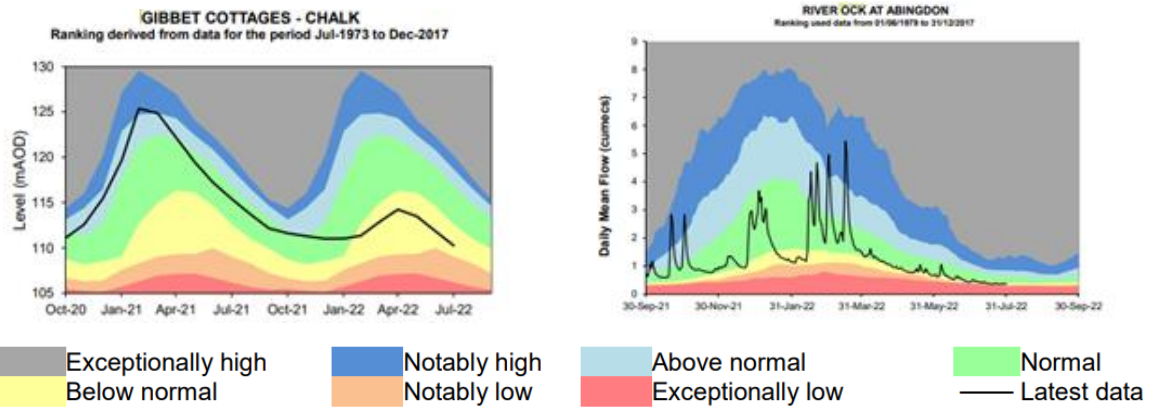 GIBBET COTTAGES - CHALK
Ranking derived from data for the period Jul-1973 to Dec-2017
Level (mAOD)
130
125
120
115
110
105
Oct-20 Jan-21 Apr-21 Jul-21 Oct-21 Jan-22 Apr-22 Jul-22
RIVER OCK AT ABINGDON
Ranking used data from 01/06/1979 to 31/12/2017
Daily Mean Flow (cumecs)
9
8
7
6
5
4
3
2
1
0
30-Sep-21 30-Nov-21 31-Jan-22 31-Mar-22 31-May-22 31-Jul-22 30-Sep-22
Exceptionally high Notably high Above normal Normal
Below normal Notably low Exceptionally low Latest data